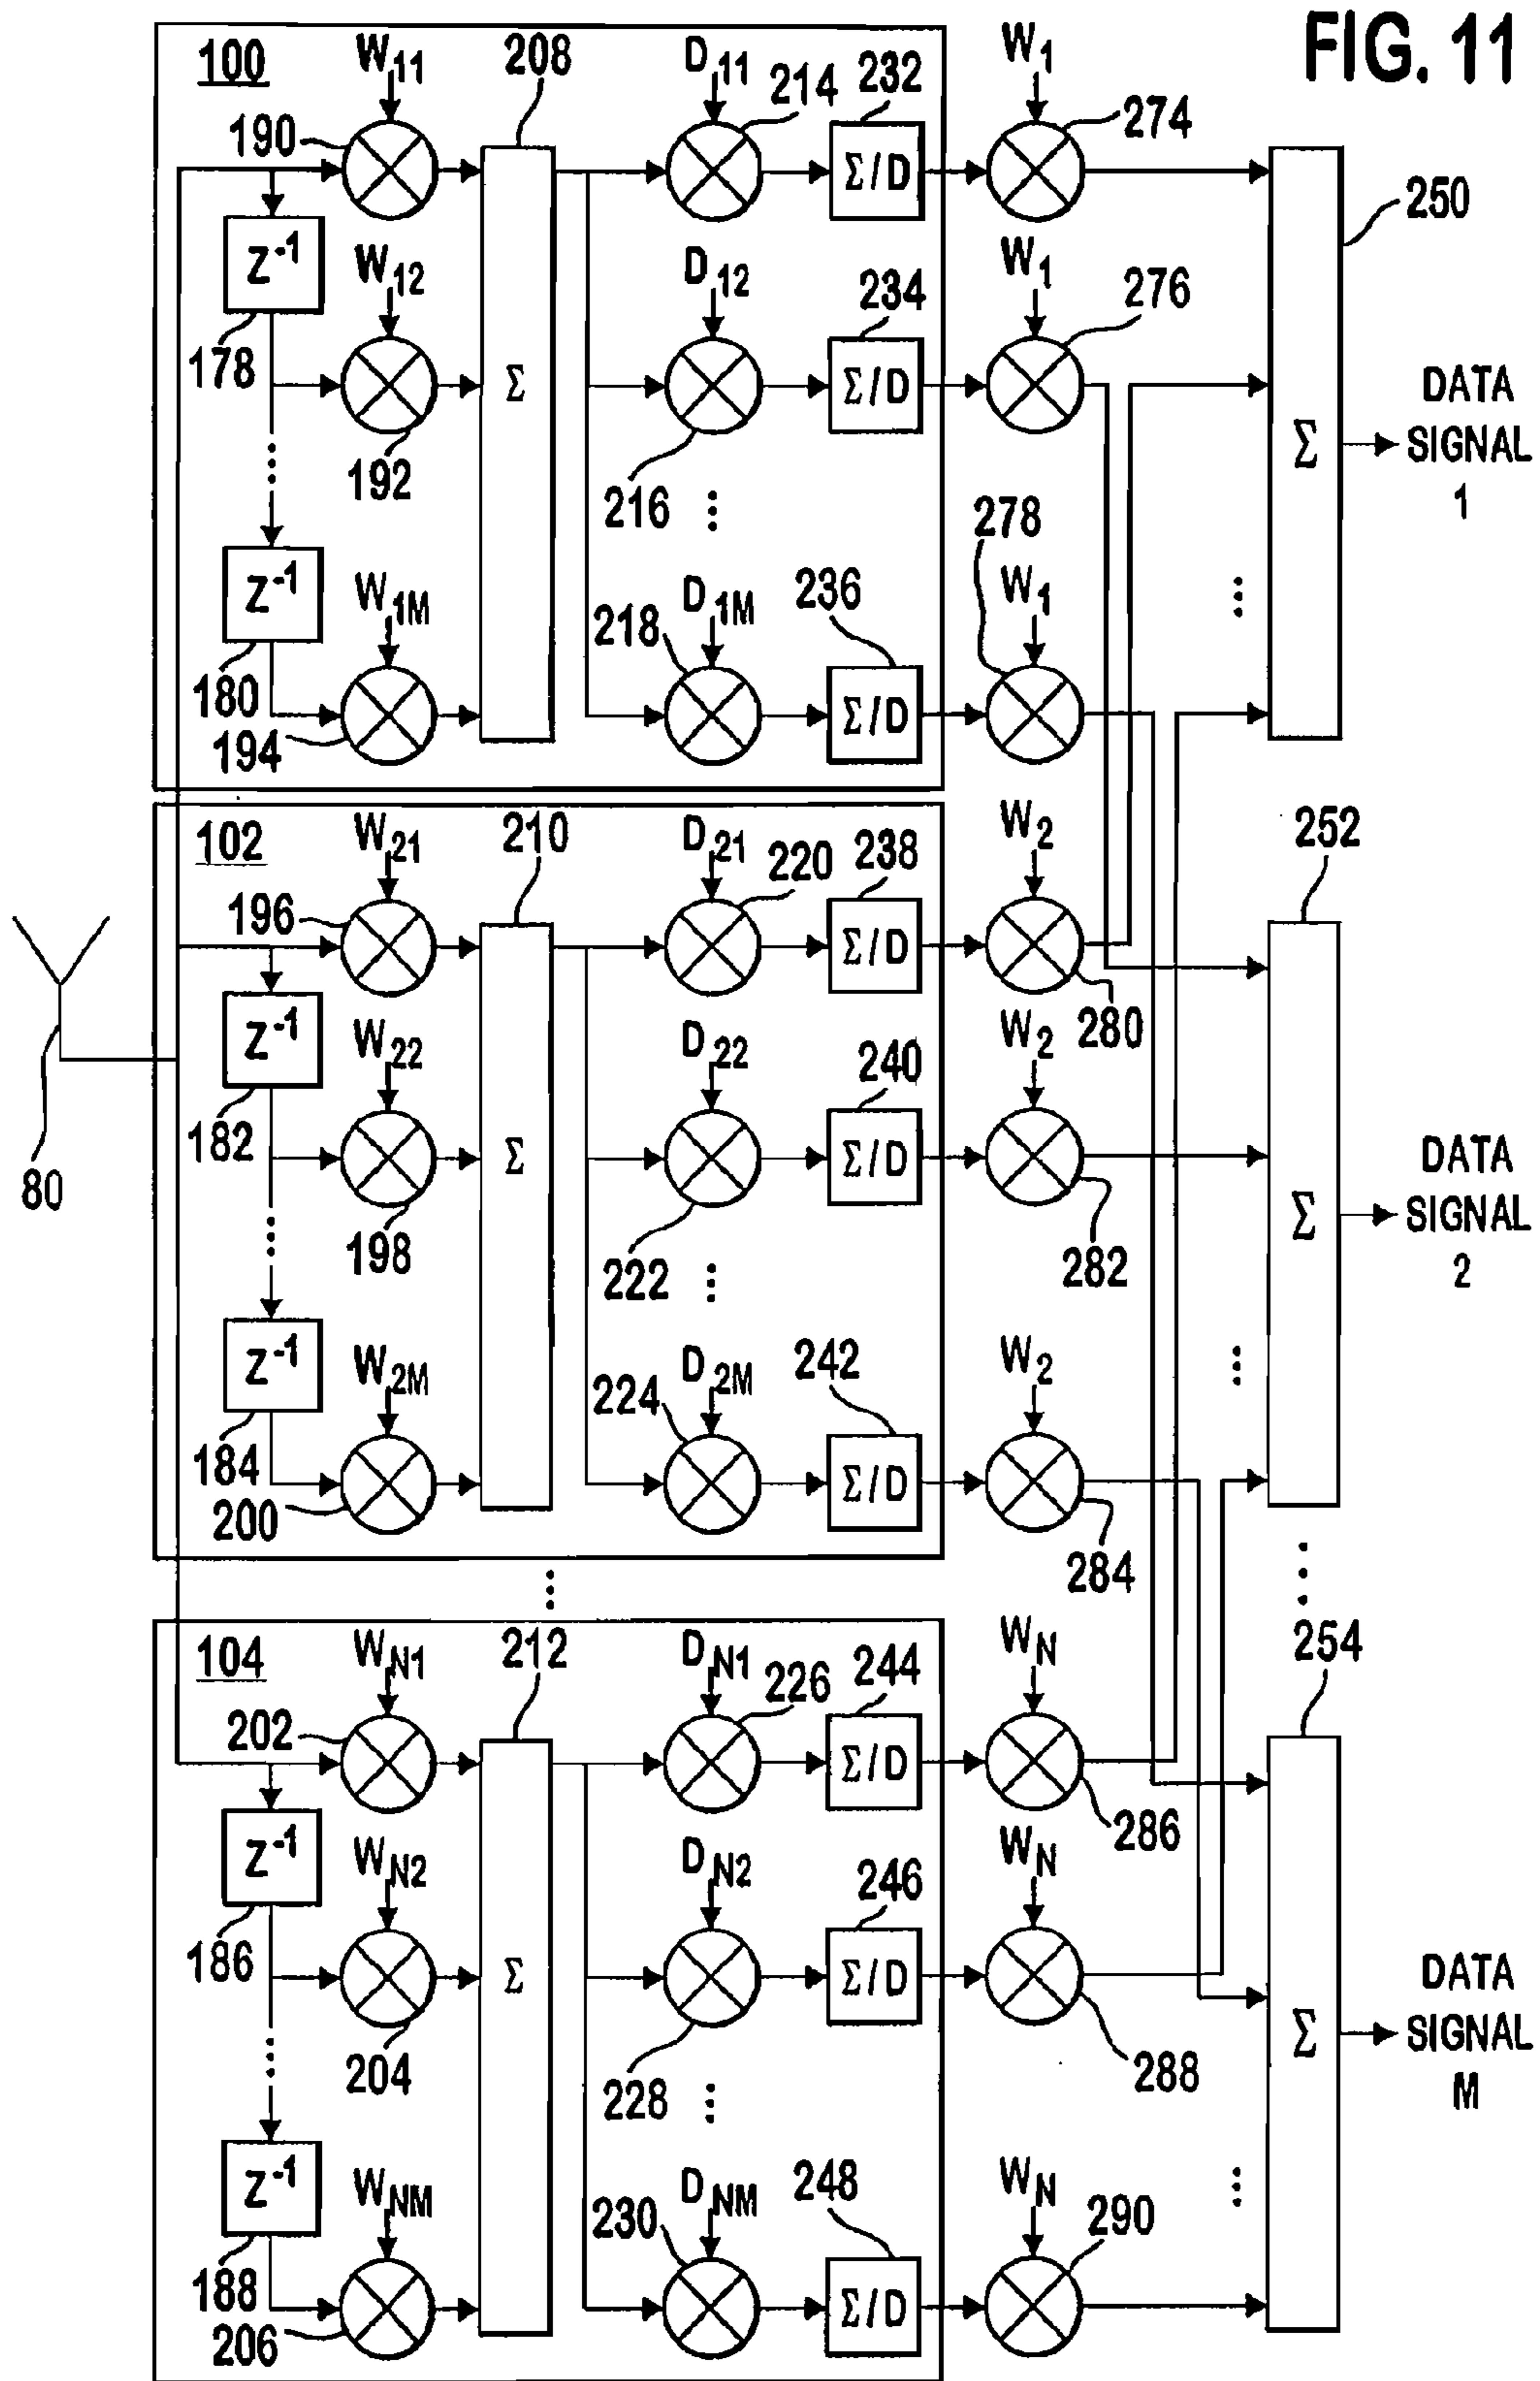 FIG. 11
100 W11 208 D11 214 232 W1 274
190
Σ/D
250
Z-1 W12 D12 234 W1 276
178
Σ Σ/D
DATA
SIGNAL
1
Σ
192
216
278
Z-1 W1M D1M 236 W1
218
180
Σ/D
194
102 W21 210 D21 220 238 W2 252
196
Σ/D
280
Z-1 W22 D22 240 W2
182
Σ Σ/D
DATA
SIGNAL
2
Σ
80
198
222
282
Z-1 W2M D2M 242 W2
224
184
Σ/D
200
284
104 WN1 212 DN1 226 244 WN 254
202
Σ/D
286
Z-1 WN2 DN2 246 WN
186
Σ Σ/D
DATA
SIGNAL
M
Σ
204
228
288
Z-1 WNM DNM 248 WN 290
230
188
Σ/D
206